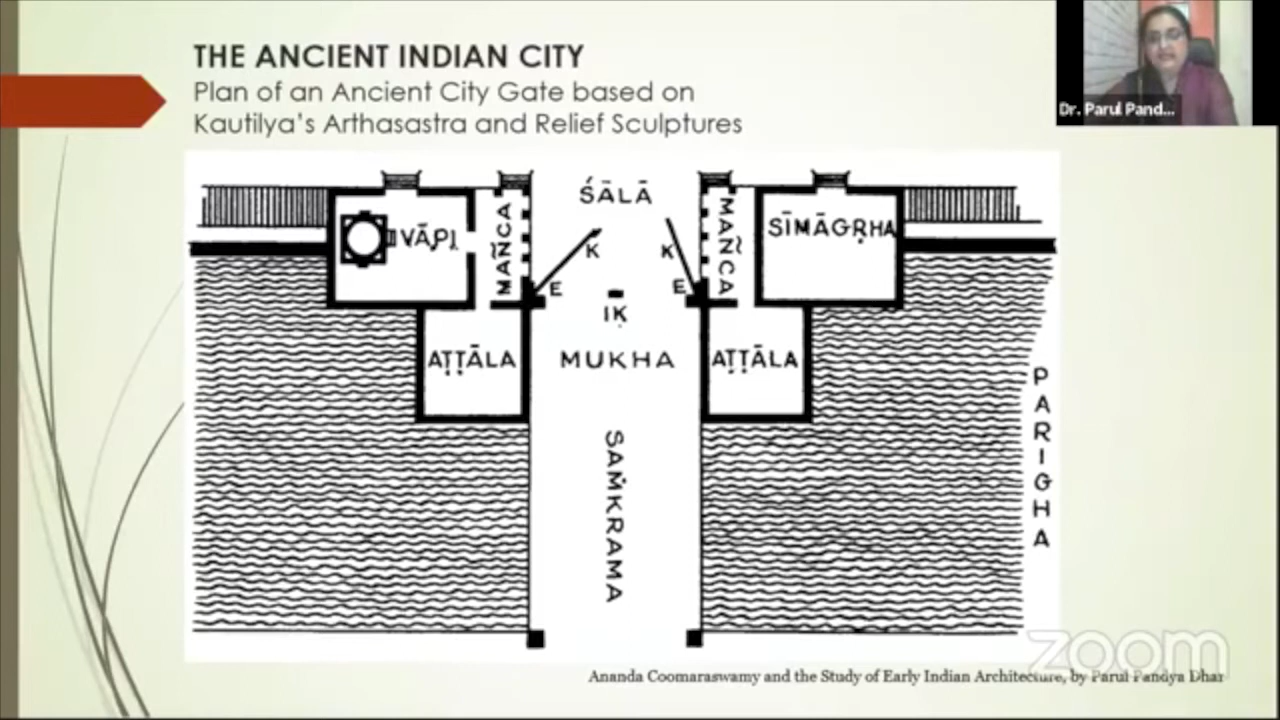 THE ANCIENT INDIAN CITY
Plan of an Ancient City Gate based on
Kautilya's Arthasastra and Relief Sculptures
Dr. Parul Pand...
ŚĀLĀ
VĀPĪ
MAÑCA
K
K
MAÑCA
SĪMĀGṚHA
E
E
IḲ
AṬṬĀLA
MUKHA
AṬṬĀLA
SAṀKRAMA
PARIGHA
zoom
Ananda Coomaraswamy and the Study of Early Indian Architecture, by Parul Pandya Dhar